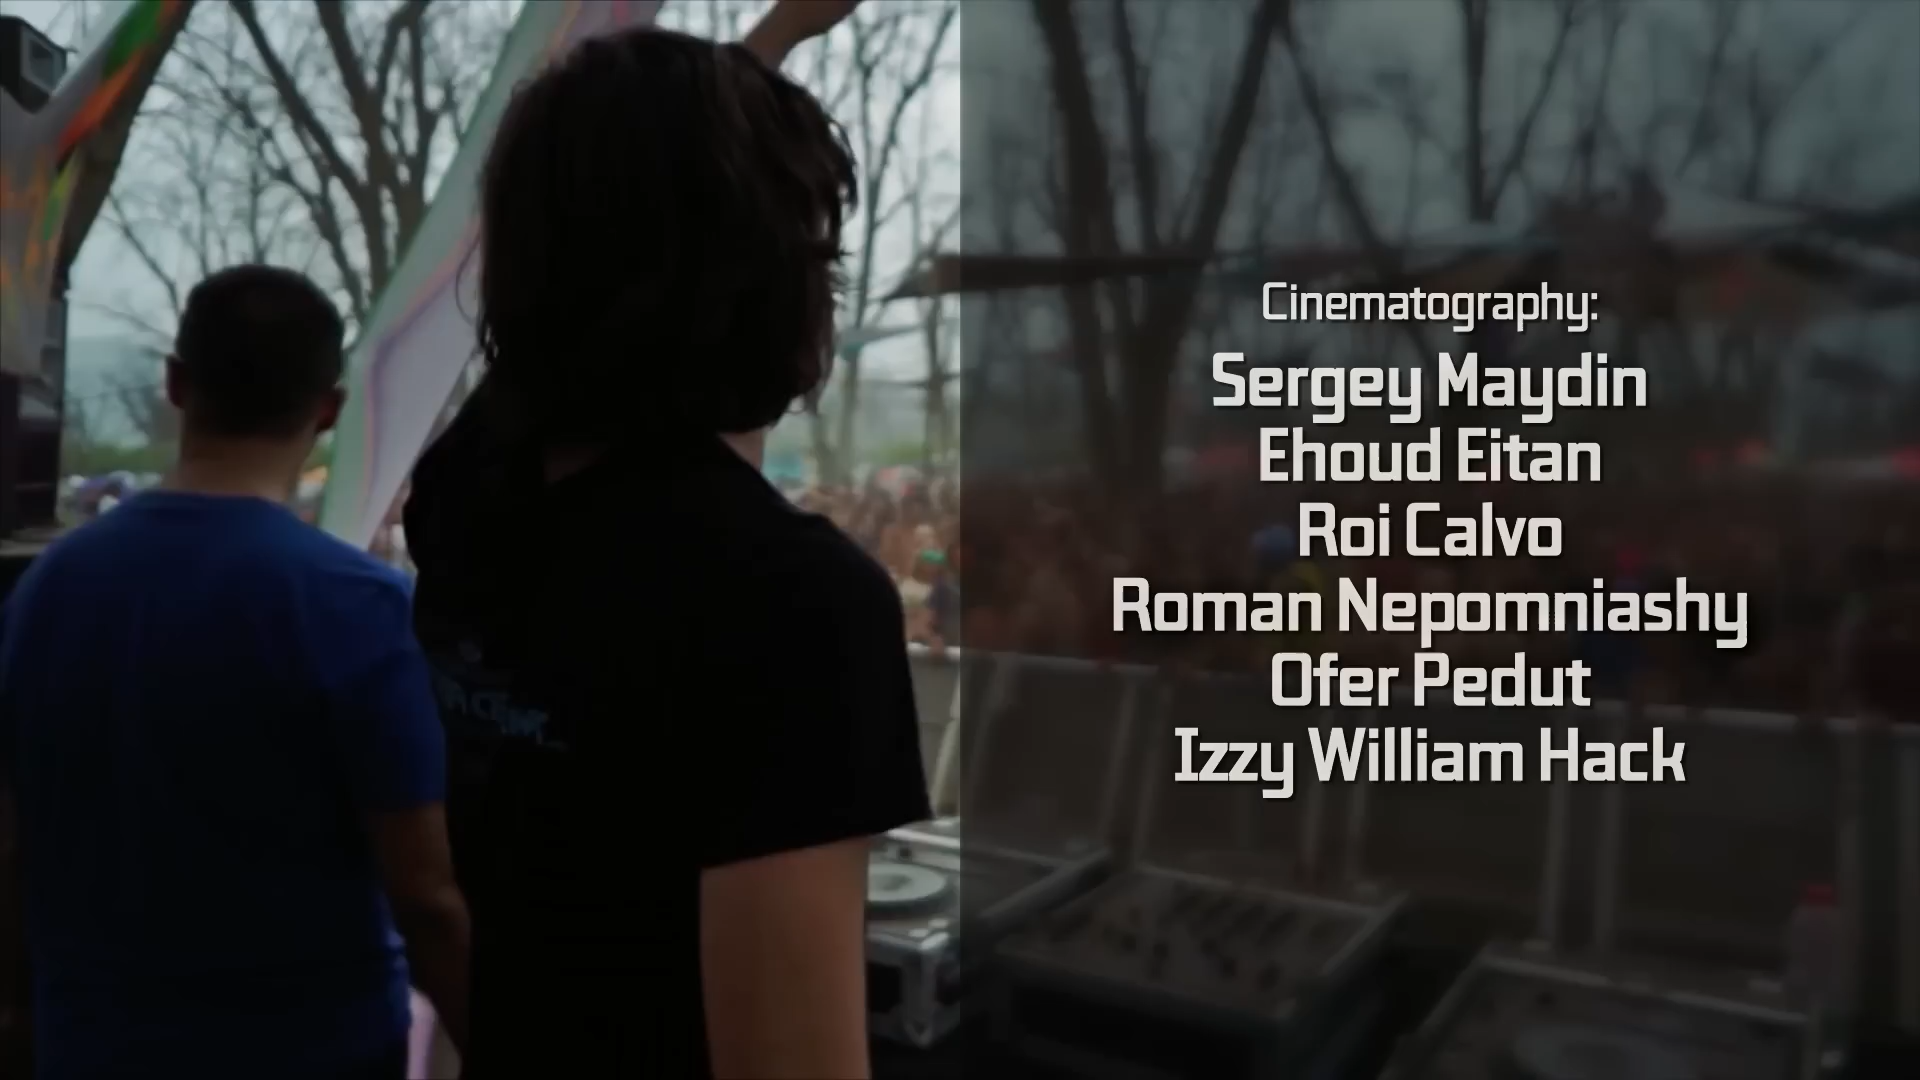 Cinematography:
Sergey Maydin
Ehoud Eitan
Roi Calvo
Roman Nepomniashy
Ofer Pedut
Izzy William Hack